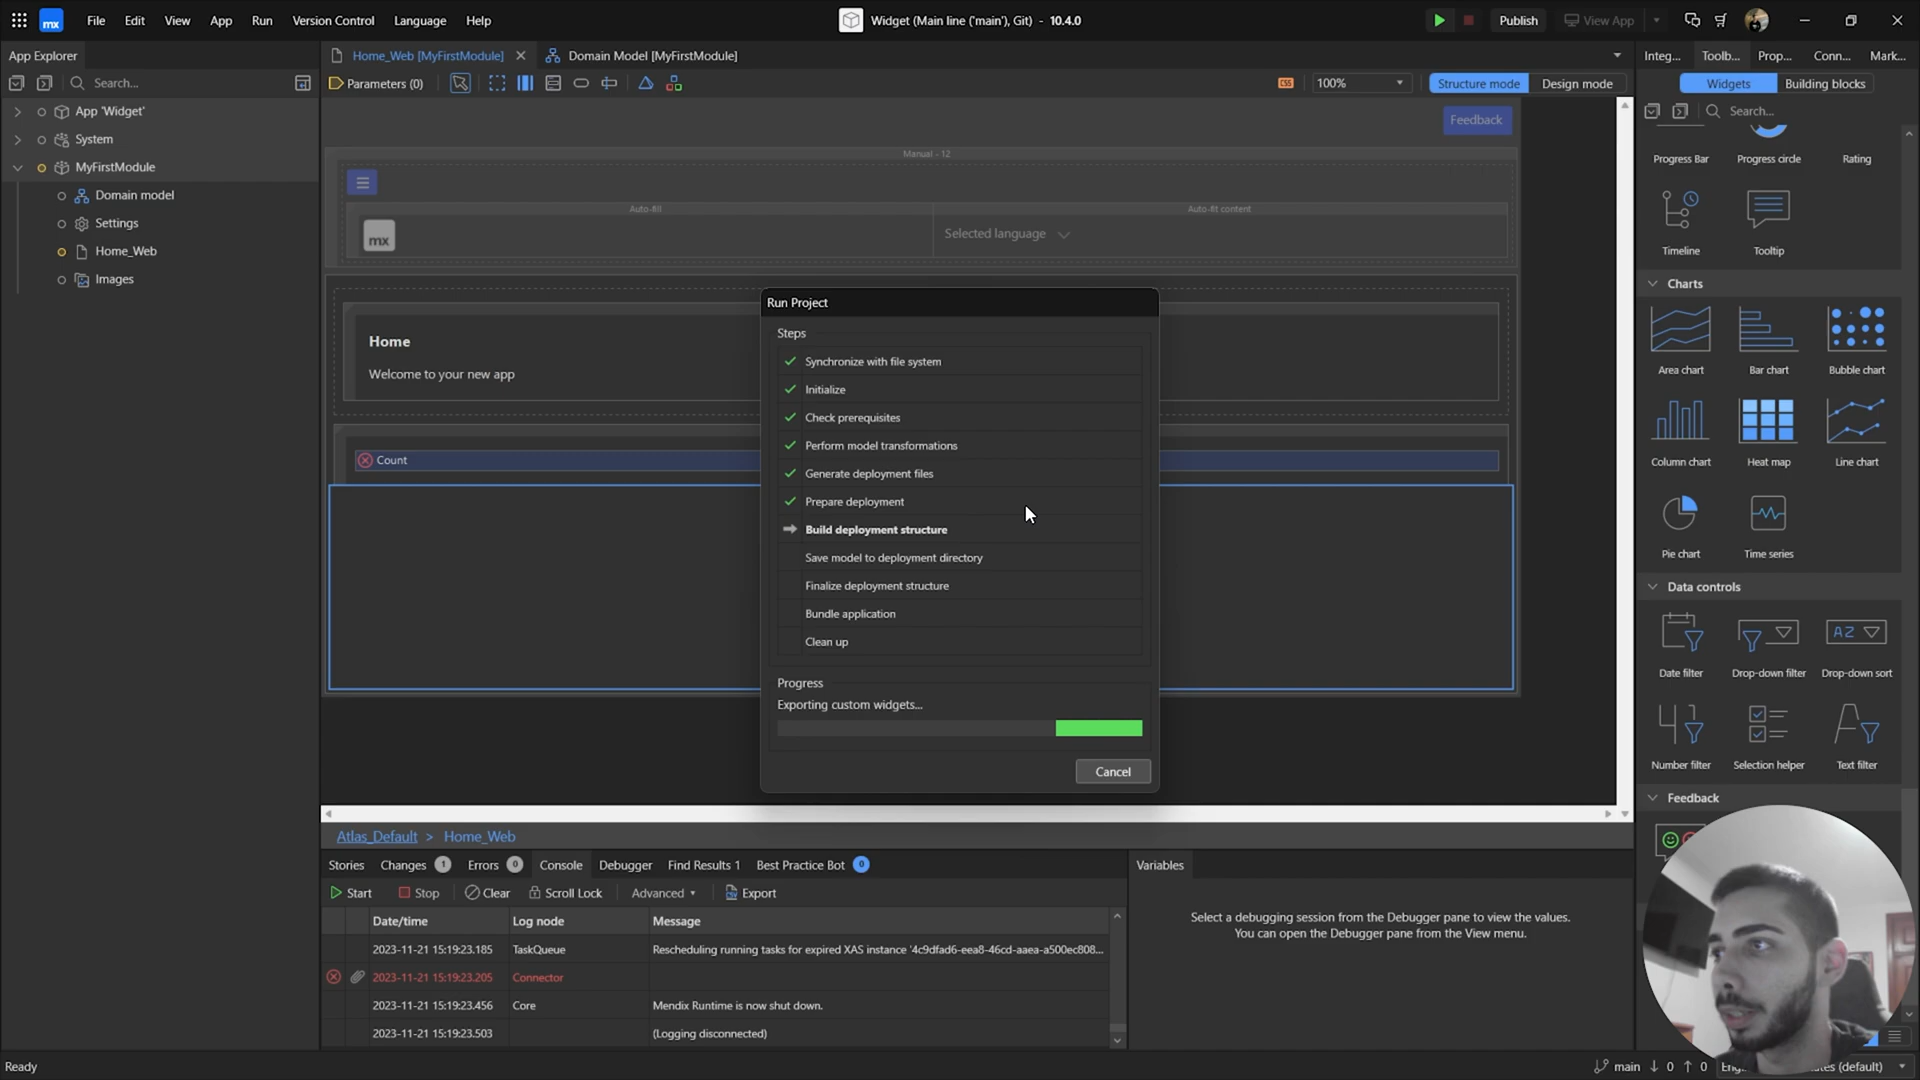 mx
File Edit View App Run Version Control Language Help
Widget (Main line ('main'), Git) - 10.4.0
Publish
View App
App Explorer
Home_Web [MyFirstModule]
Domain Model [MyFirstModule]
Integ... Toolb... Prop... Conn... Mark...
Search...
Parameters (0)
CSS
100%
Structure mode
Design mode
Widgets
Building blocks
App 'Widget'
System
MyFirstModule
Domain model
Settings
Home_Web
Images
Search...
Feedback
Manual - 12
Auto-fill
Auto-fit content
mx
Selected language
Home
Welcome to your new app
Count
Run Project
Steps
Synchronize with file system
Initialize
Check prerequisites
Perform model transformations
Generate deployment files
Prepare deployment
Build deployment structure
Save model to deployment directory
Finalize deployment structure
Bundle application
Clean up
Progress
Exporting custom widgets...
Cancel
Progress Bar
Progress circle
Rating
Timeline
Tooltip
Charts
Area chart
Bar chart
Bubble chart
Column chart
Heat map
Line chart
Pie chart
Time series
Data controls
Date filter
Drop-down filter
AZ
Drop-down sort
Number filter
Selection helper
Text filter
Feedback
Atlas_Default > Home_Web
Stories
Changes 1
Errors 0
Console
Debugger
Find Results 1
Best Practice Bot 0
Start
Stop
Clear
Scroll Lock
Advanced
Export
Date/time Log node Message
2023-11-21 15:19:23.185 TaskQueue Rescheduling running tasks for expired XAS instance '4c9dfad6-eea8-46cd-aaea-a500ec808...
2023-11-21 15:19:23.205 Connector
2023-11-21 15:19:23.456 Core Mendix Runtime is now shut down.
2023-11-21 15:19:23.503 (Logging disconnected)
Variables
Select a debugging session from the Debugger pane to view the values.
You can open the Debugger pane from the View menu.
Ready
main 0 0
(default)